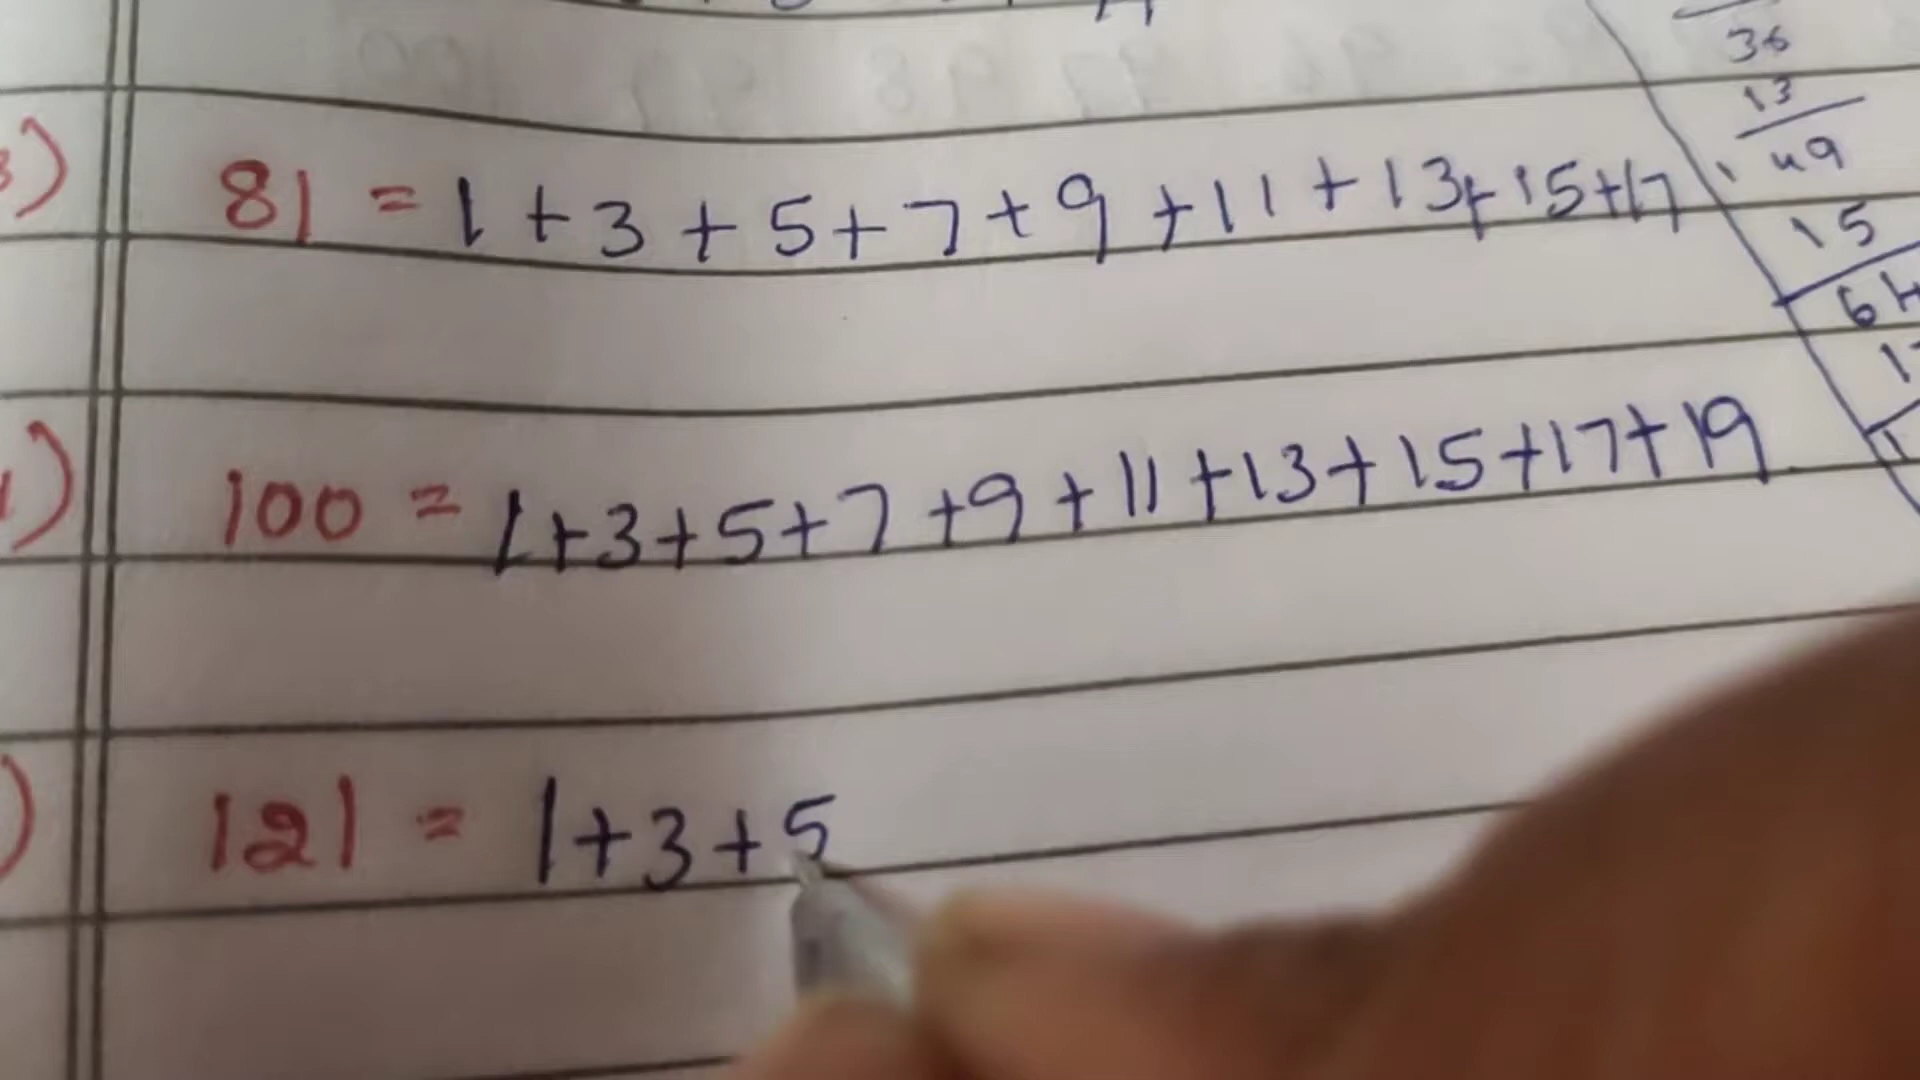 81 = 1 + 3 + 5 + 7 + 9 + 11 + 13 + 15 + 17
100 = 1 + 3 + 5 + 7 + 9 + 11 + 13 + 15 + 17 + 19
121 = 1 + 3 + 5
36
13
49
15
64